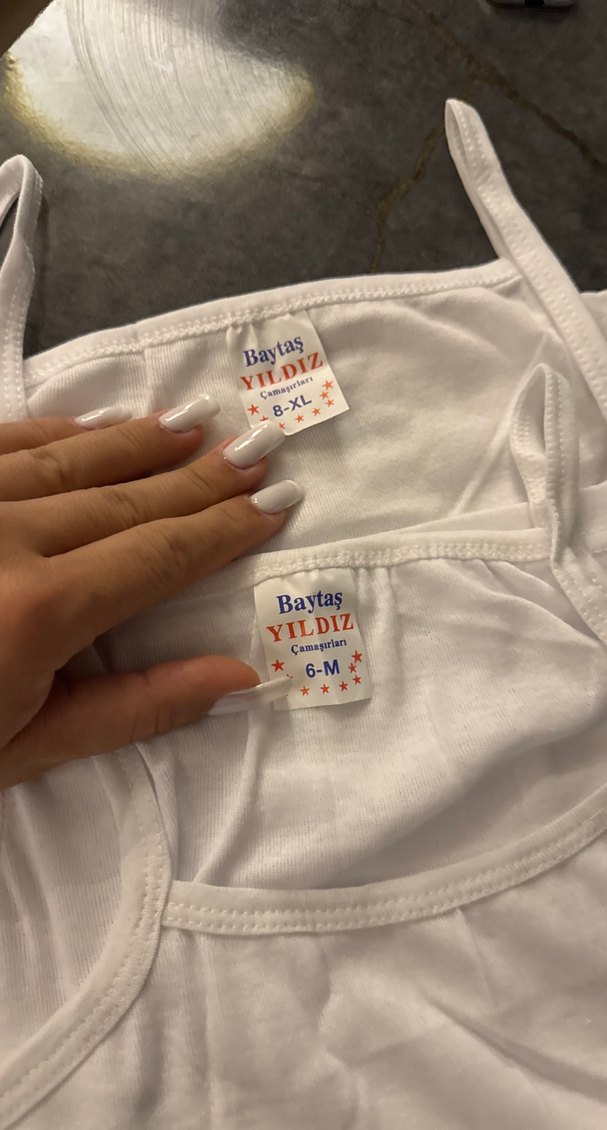 Baytaş
YILDIZ
Çamaşırları
8-XL
Baytaş
YILDIZ
Çamaşırları
6-M